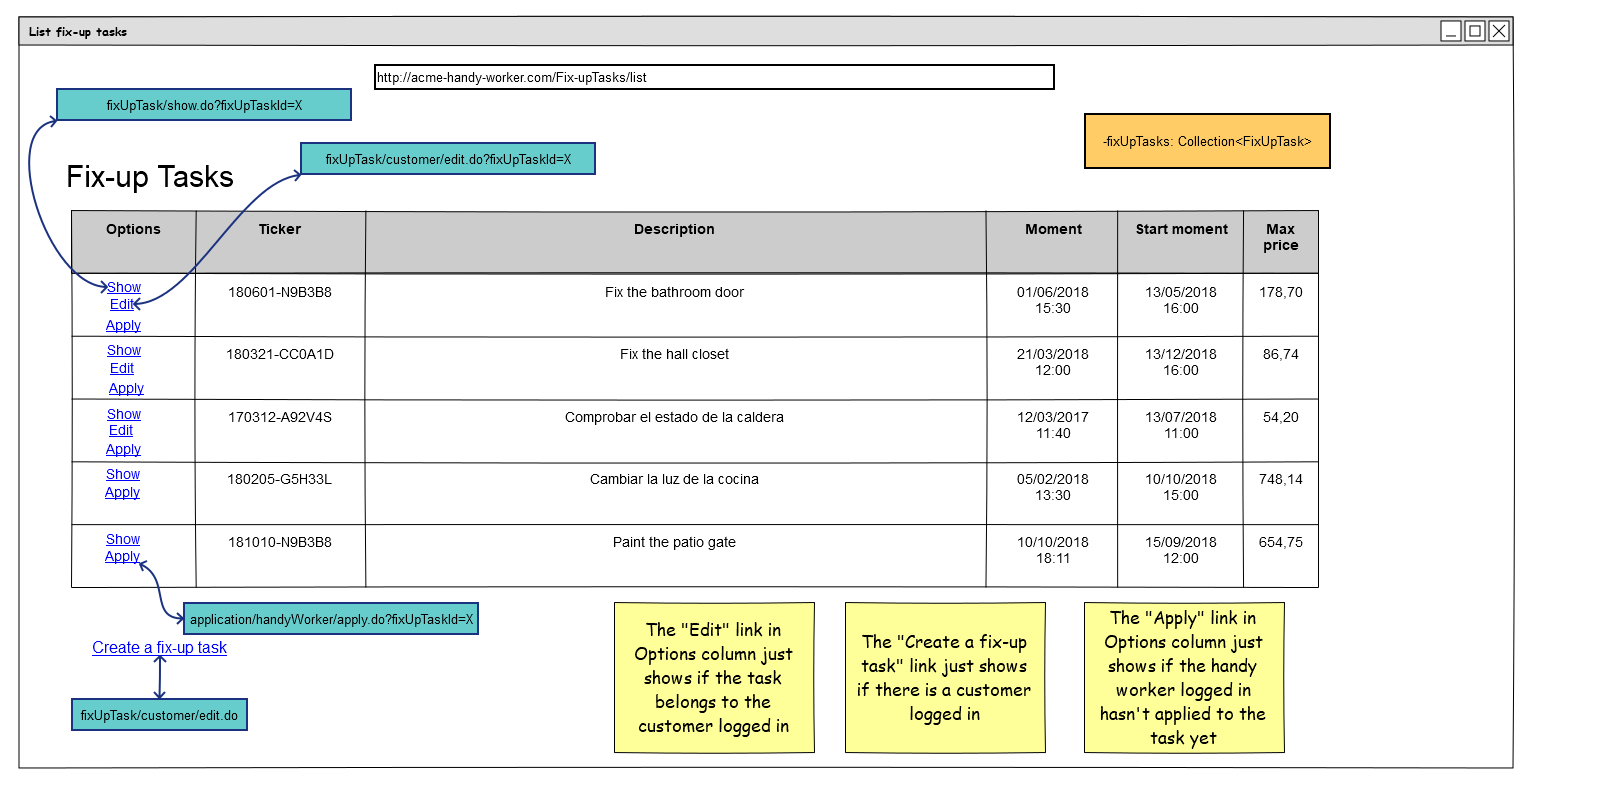 List fix-up tasks
http://acme-handy-worker.com/Fix-upTasks/list
fixUpTask/show.do?fixUpTaskId=X
-fixUpTasks: Collection<FixUpTask>
fixUpTask/customer/edit.do?fixUpTaskId=X
Fix-up Tasks
Options Ticker Description Moment Start moment Max
price
Show
Edit
Apply
180601-N9B3B8
Fix the bathroom door
01/06/2018
15:30
13/05/2018
16:00
178,70
Show
Edit
Apply
180321-CC0A1D
Fix the hall closet
21/03/2018
12:00
13/12/2018
16:00
86,74
Show
Edit
Apply
170312-A92V4S
Comprobar el estado de la caldera
12/03/2017
11:40
13/07/2018
11:00
54,20
Show
Apply
180205-G5H33L
Cambiar la luz de la cocina
05/02/2018
13:30
10/10/2018
15:00
748,14
Show
Apply
181010-N9B3B8
Paint the patio gate
10/10/2018
18:11
15/09/2018
12:00
654,75
application/handyWorker/apply.do?fixUpTaskId=X
Create a fix-up task
fixUpTask/customer/edit.do
The "Edit" link in
Options column just
shows if the task
belongs to the
customer logged in
The "Create a fix-up
task" link just shows
if there is a customer
logged in
The "Apply" link in
Options column just
shows if the handy
worker logged in
hasn't applied to the
task yet